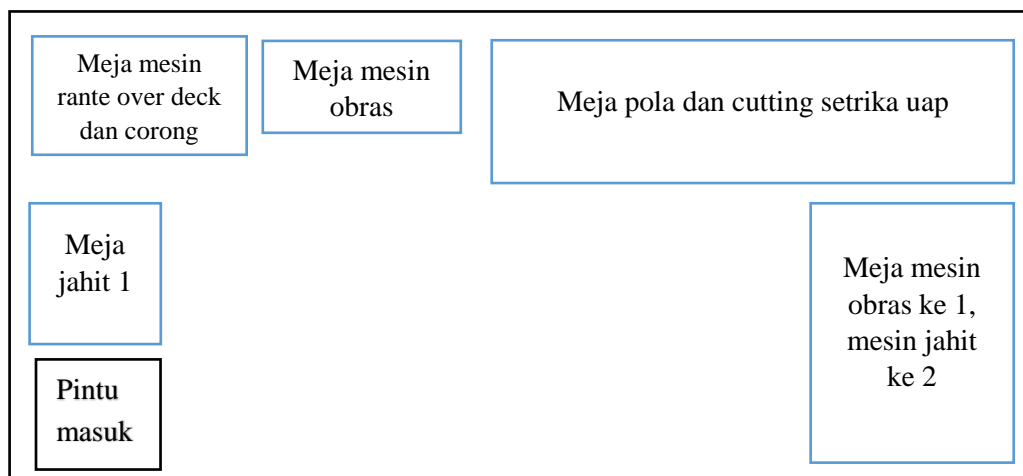 Meja mesin
rante over deck
dan corong
Meja mesin
obras
Meja pola dan cutting setrika uap
Meja
jahit 1
Meja mesin
obras ke 1,
mesin jahit
ke 2
Pintu
masuk